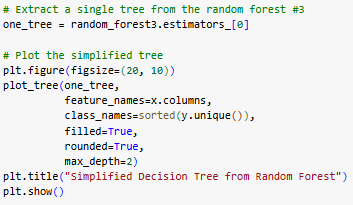 # Extract a single tree from the random forest #3
one_tree = random_forest3.estimators_[0]

# Plot the simplified tree
plt.figure(figsize=(20, 10))
plot_tree(one_tree,
          feature_names=x.columns,
          class_names=sorted(y.unique()),
          filled=True,
          rounded=True,
          max_depth=2)
plt.title("Simplified Decision Tree from Random Forest")
plt.show()